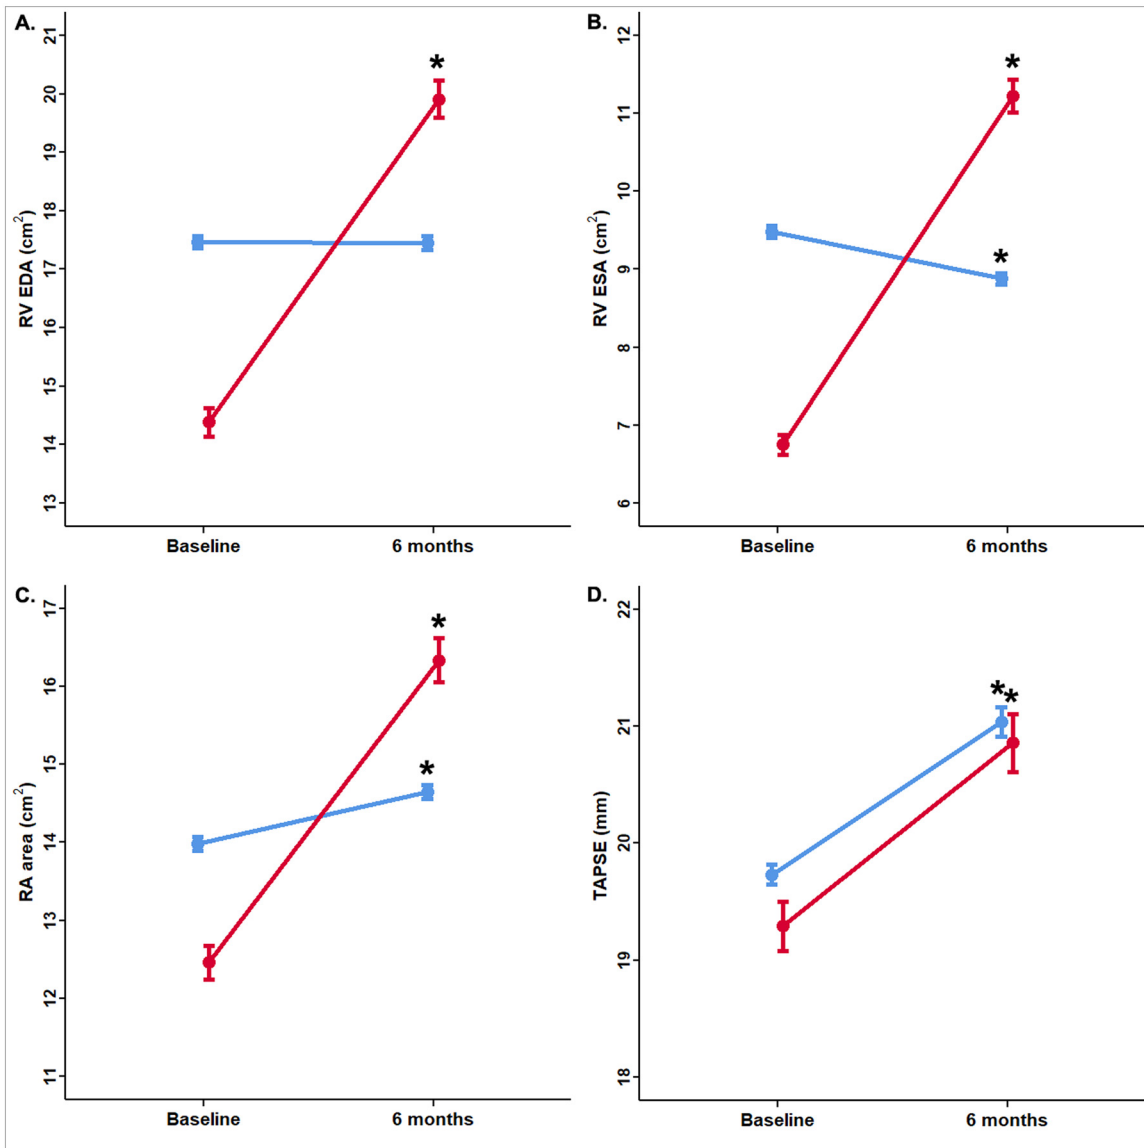 A.
RV EDA (cm²)
21
20
19
18
17
16
15
14
13
*
Baseline
6 months
B.
RV ESA (cm²)
12
11
10
9
8
7
6
*
*
Baseline
6 months
C.
RA area (cm²)
17
16
15
14
13
12
11
*
*
Baseline
6 months
D.
TAPSE (mm)
22
21
20
19
18
*
*
Baseline
6 months